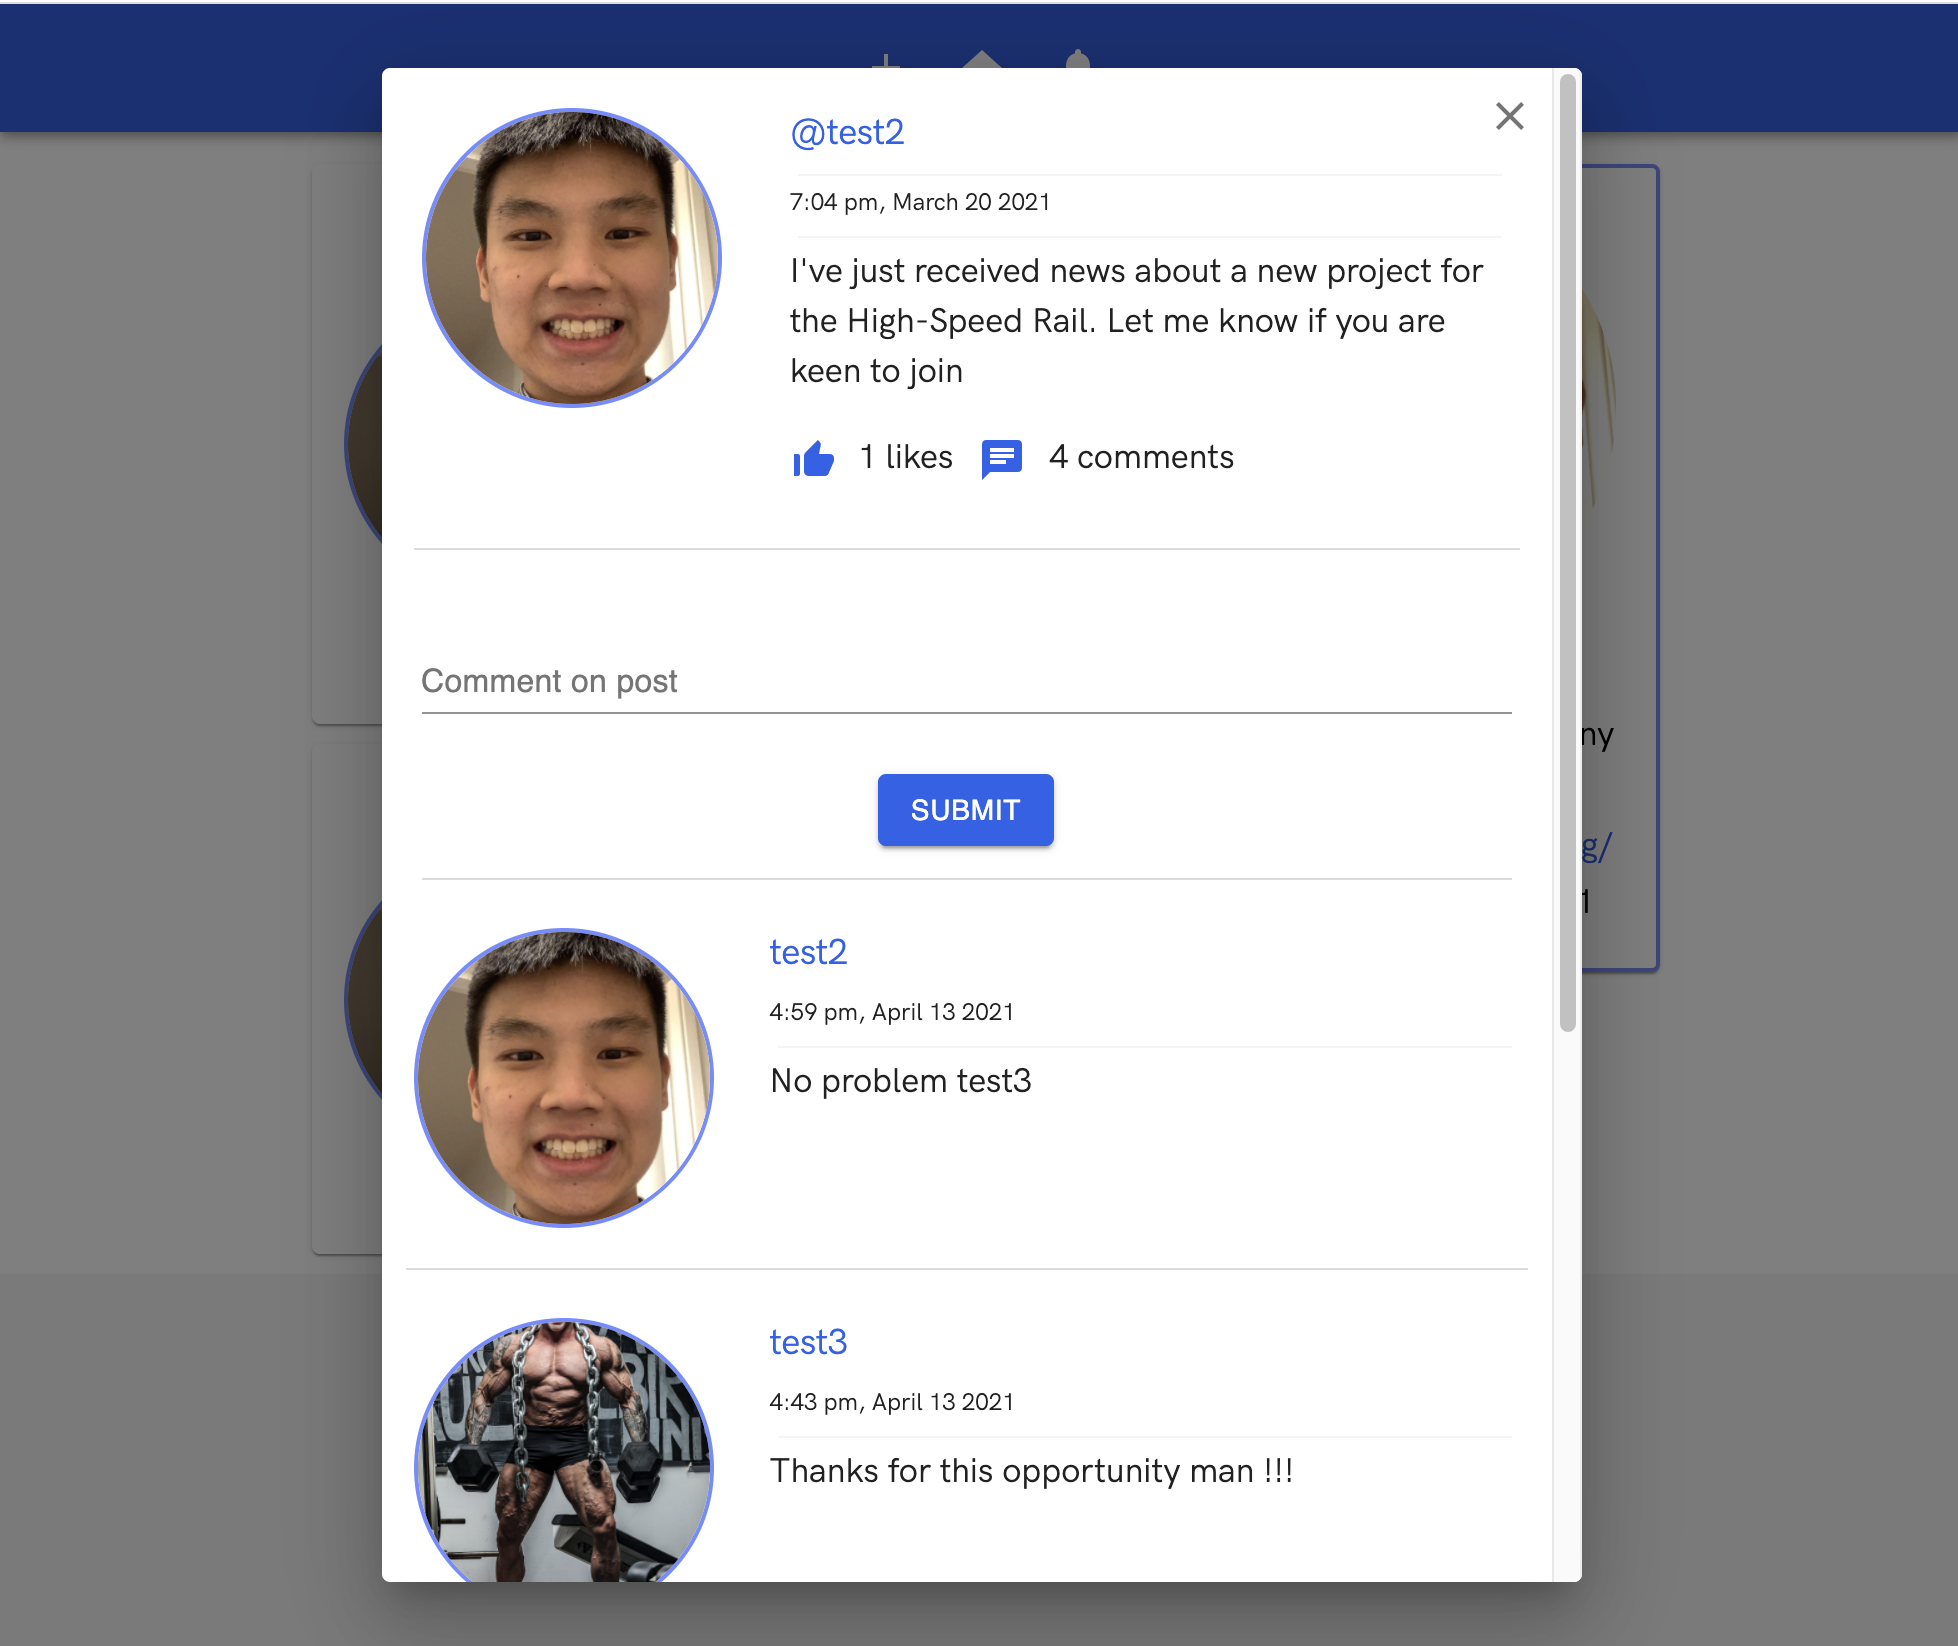 @test2
7:04 pm, March 20 2021
I've just received news about a new project for
the High-Speed Rail. Let me know if you are
keen to join
1 likes 4 comments
Comment on post
SUBMIT
test2
4:59 pm, April 13 2021
No problem test3
test3
4:43 pm, April 13 2021
Thanks for this opportunity man !!!
ny
g/
1